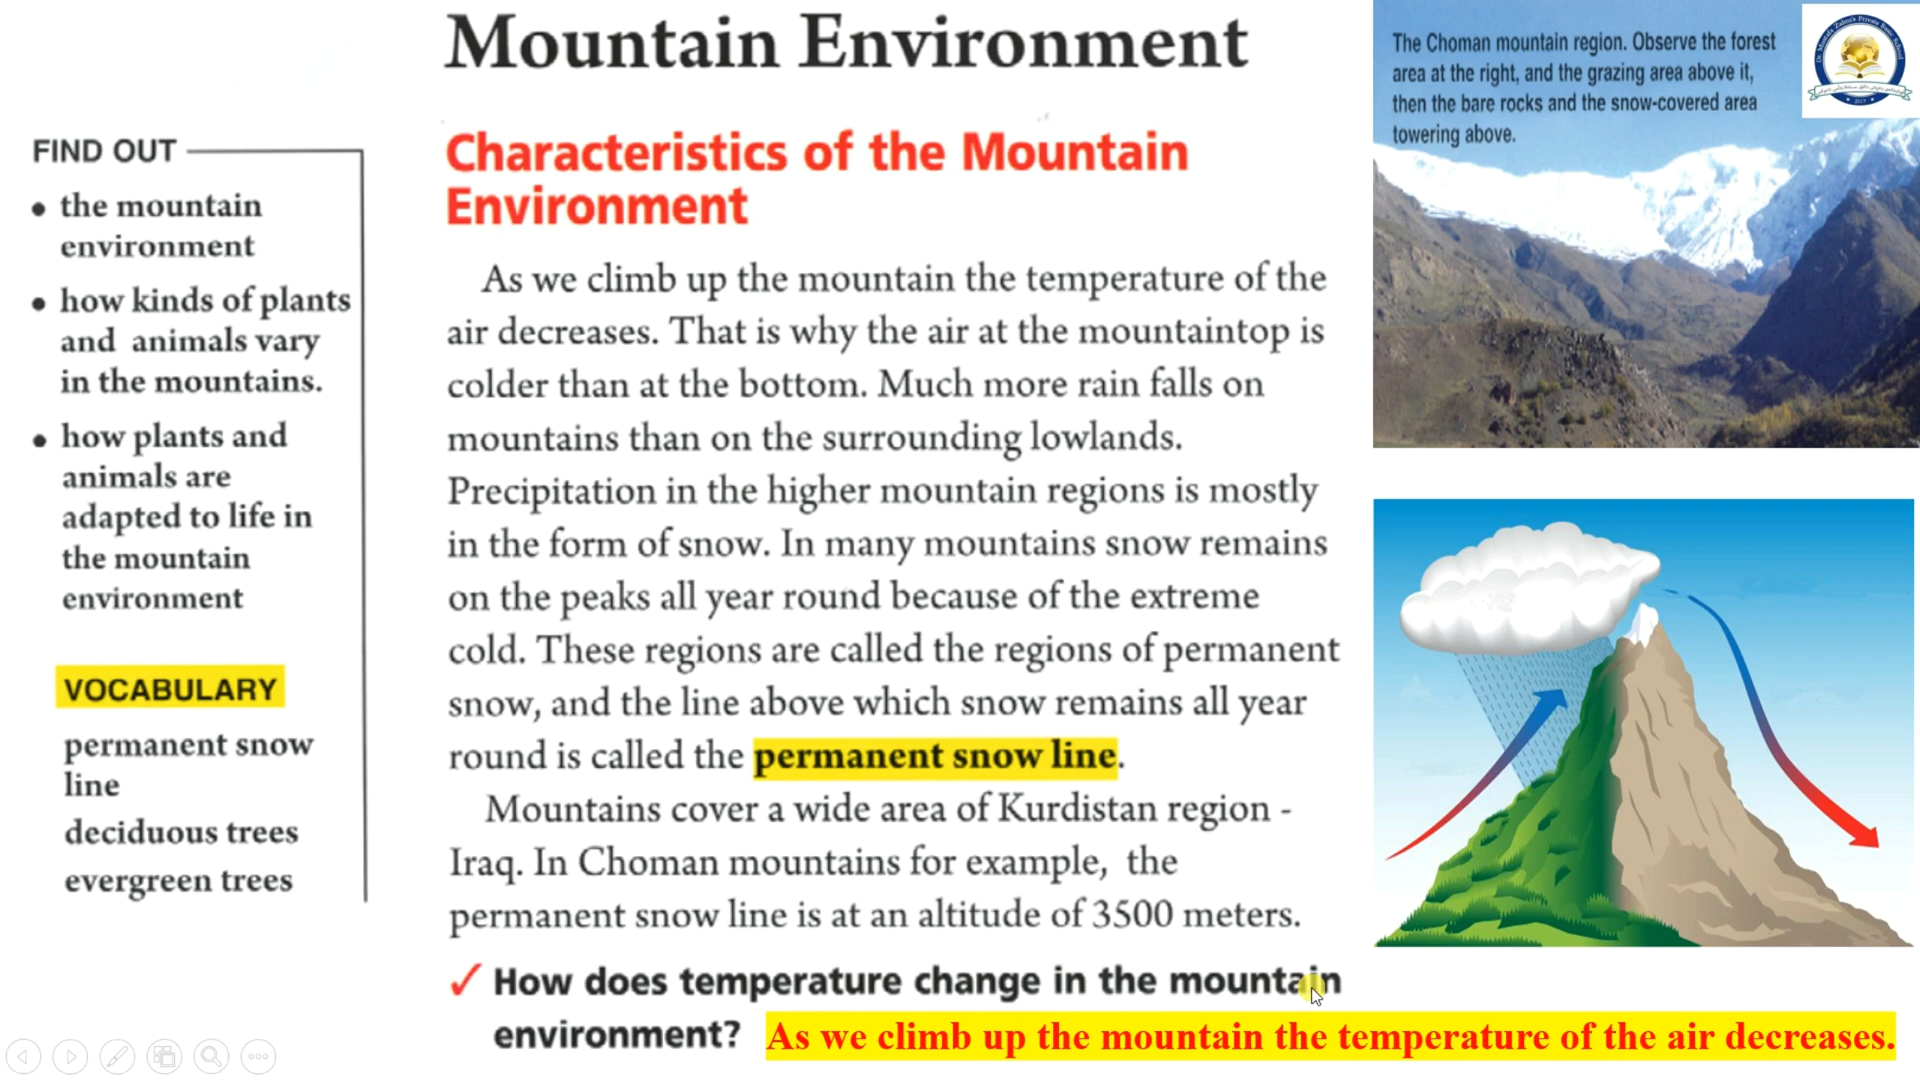 Mountain Environment
FIND OUT
• the mountain
environment
• how kinds of plants
and animals vary
in the mountains.
• how plants and
animals are
adapted to life in
the mountain
environment
VOCABULARY
permanent snow
line
deciduous trees
evergreen trees
Characteristics of the Mountain
Environment
As we climb up the mountain the temperature of the
air decreases. That is why the air at the mountaintop is
colder than at the bottom. Much more rain falls on
mountains than on the surrounding lowlands.
Precipitation in the higher mountain regions is mostly
in the form of snow. In many mountains snow remains
on the peaks all year round because of the extreme
cold. These regions are called the regions of permanent
snow, and the line above which snow remains all year
round is called the permanent snow line.
Mountains cover a wide area of Kurdistan region -
Iraq. In Choman mountains for example, the
permanent snow line is at an altitude of 3500 meters.
✓ How does temperature change in the mountain
environment? As we climb up the mountain the temperature of the air decreases.
The Choman mountain region. Observe the forest
area at the right, and the grazing area above it,
then the bare rocks and the snow-covered area
towering above.